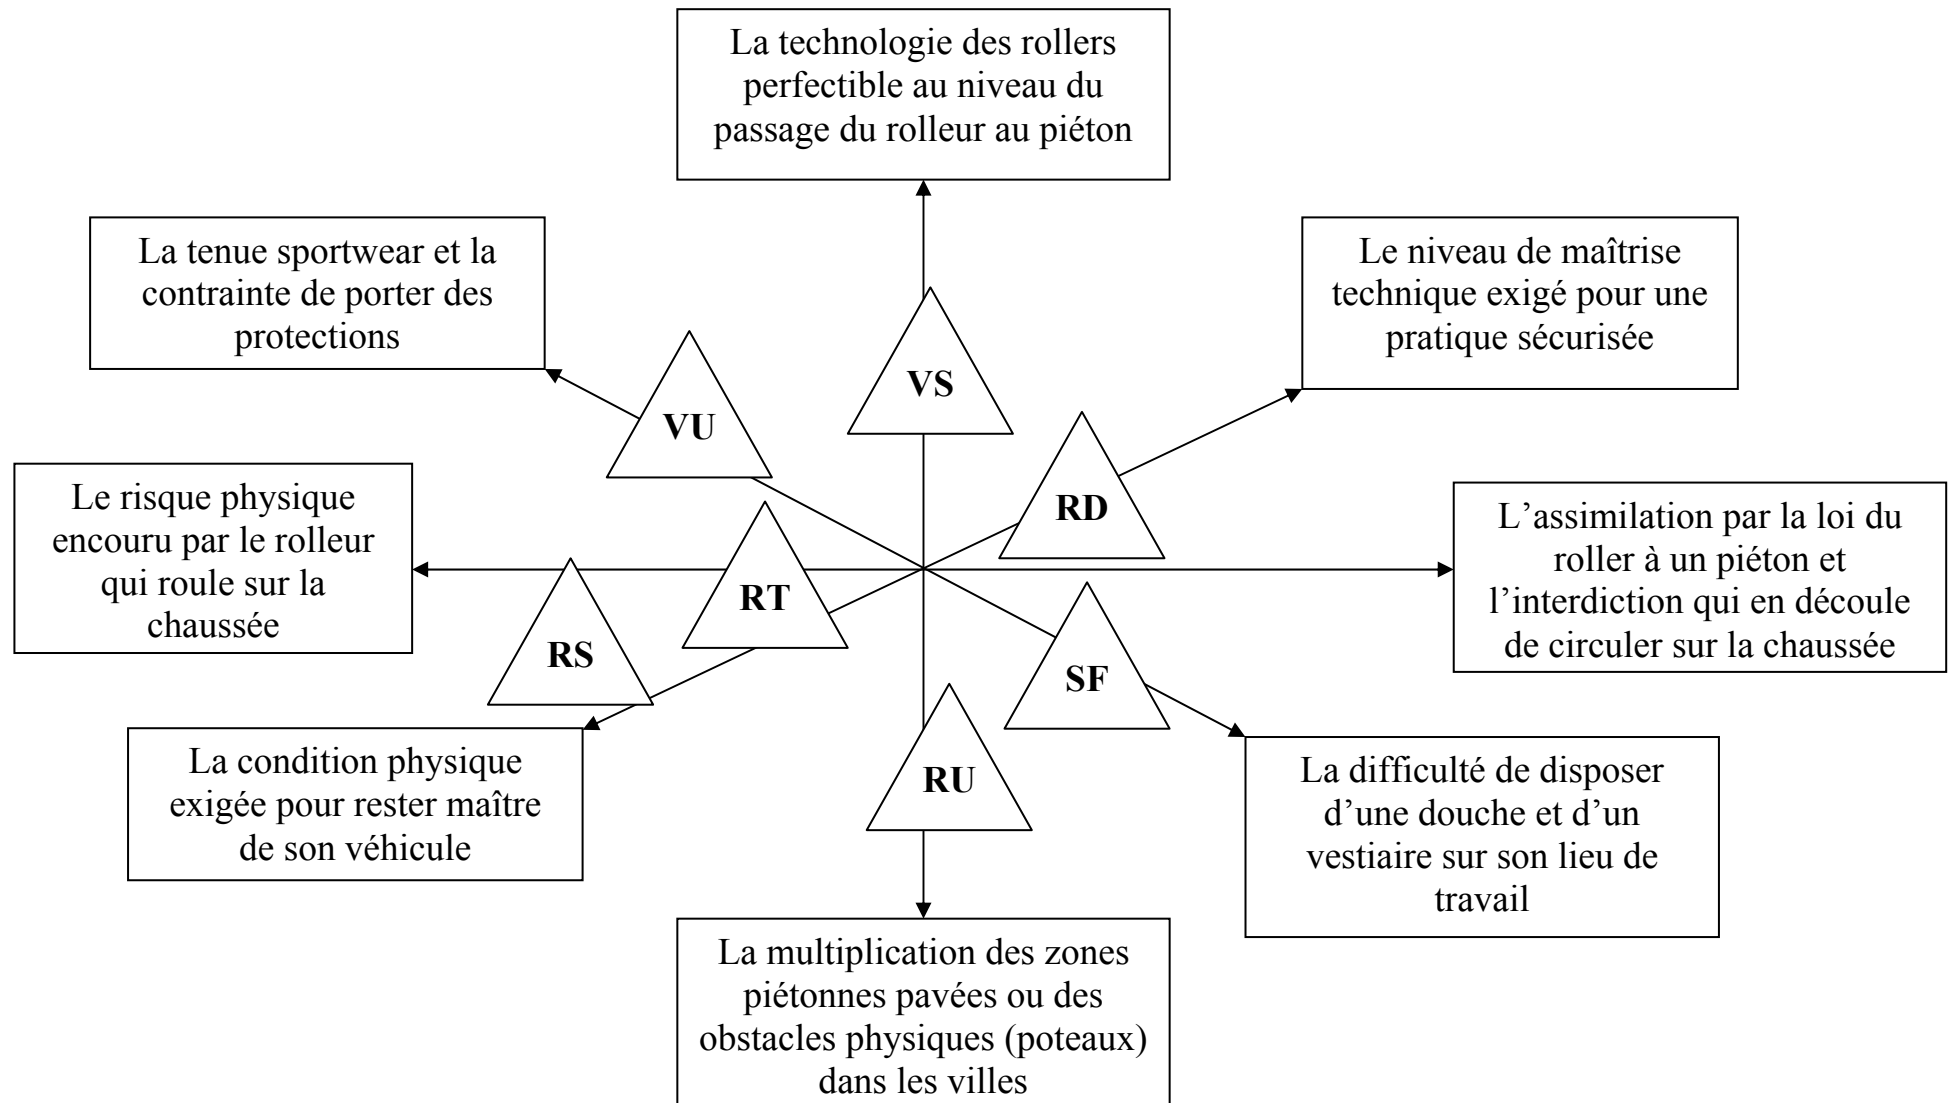 La technologie des rollers
perfectible au niveau du
passage du rolleur au piéton
La tenue sportwear et la
contrainte de porter des
protections
Le niveau de maîtrise
technique exigé pour une
pratique sécurisée
VS
VU
RD
Le risque physique
encouru par le rolleur
qui roule sur la
chaussée
L’assimilation par la loi du
roller à un piéton et
l’interdiction qui en découle
de circuler sur la chaussée
RT
RS
SF
RU
La condition physique
exigée pour rester maître
de son véhicule
La difficulté de disposer
d’une douche et d’un
vestiaire sur son lieu de
travail
La multiplication des zones
piétonnes pavées ou des
obstacles physiques (poteaux)
dans les villes